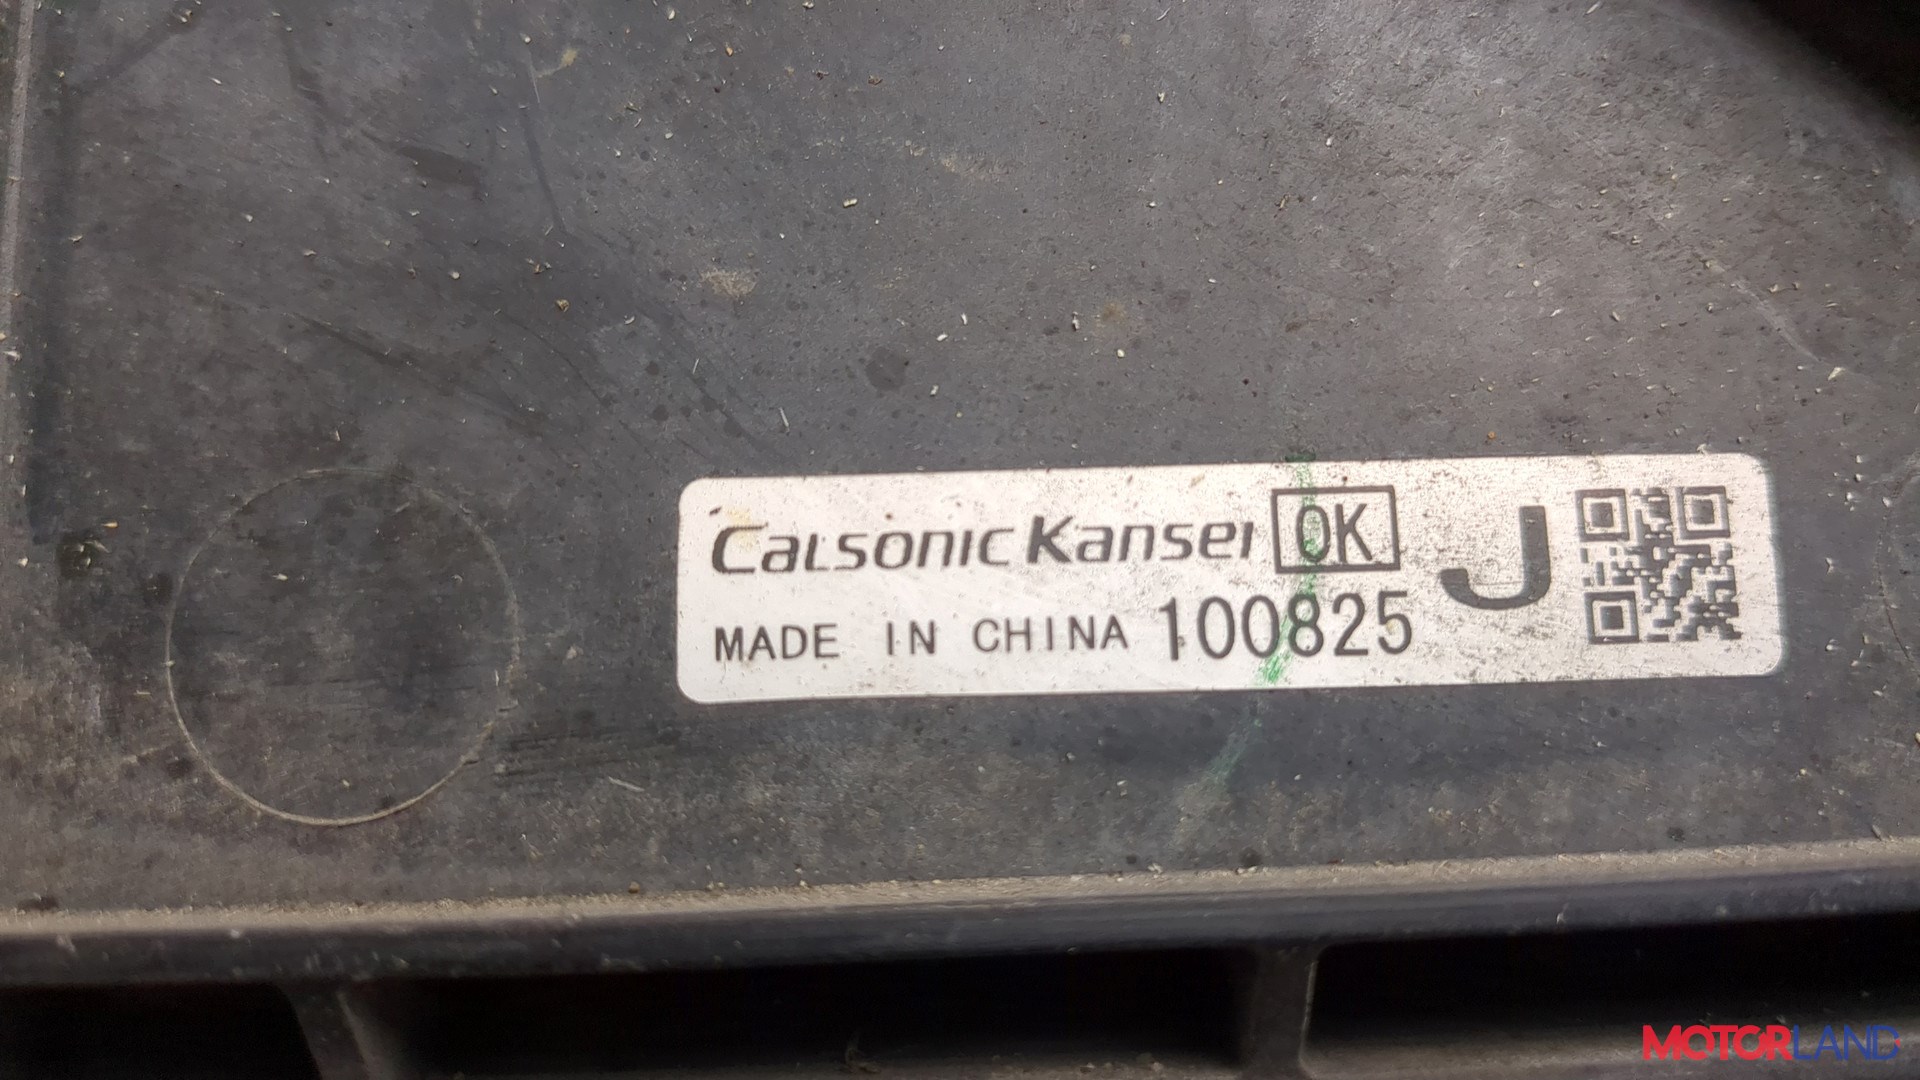 CalsonicKansei OK J
MADE IN CHINA 100825
MOTORLAND